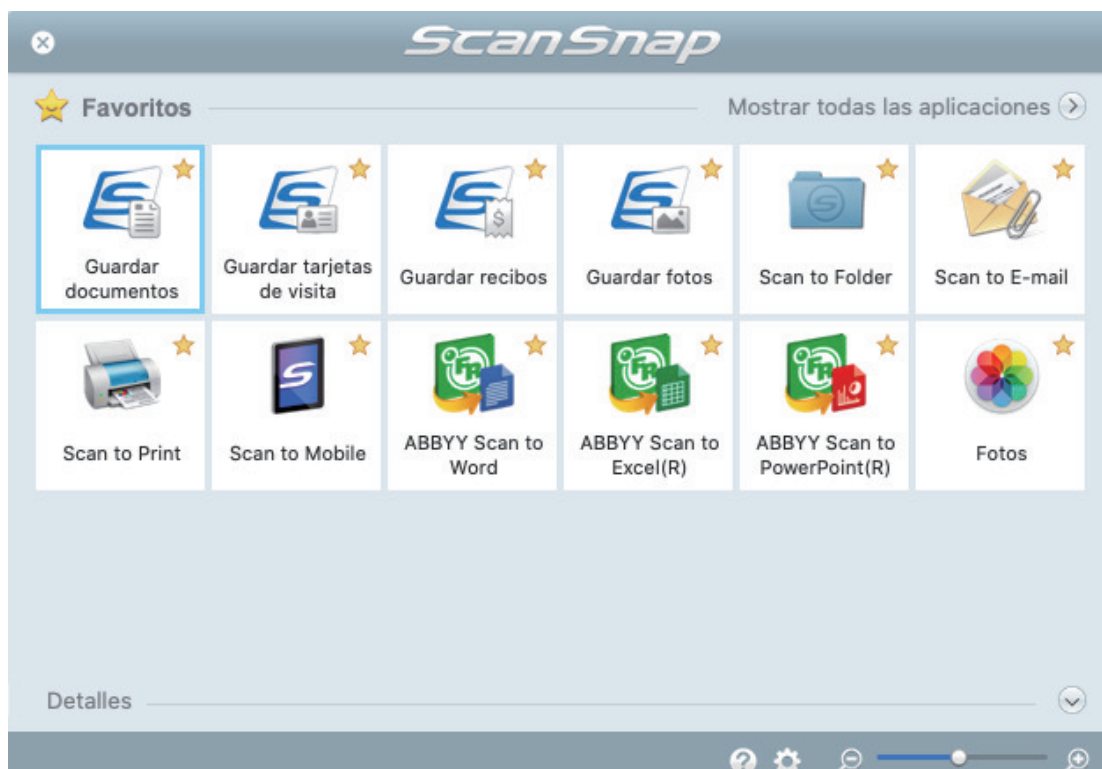 ScanSnap
Favoritos
Mostrar todas las aplicaciones
Guardar
documentos
Guardar tarjetas
de visita
Guardar recibos
Guardar fotos
Scan to Folder
Scan to E-mail
Scan to Print
Scan to Mobile
ABBYY Scan to
Word
ABBYY Scan to
Excel(R)
ABBYY Scan to
PowerPoint(R)
Fotos
Detalles